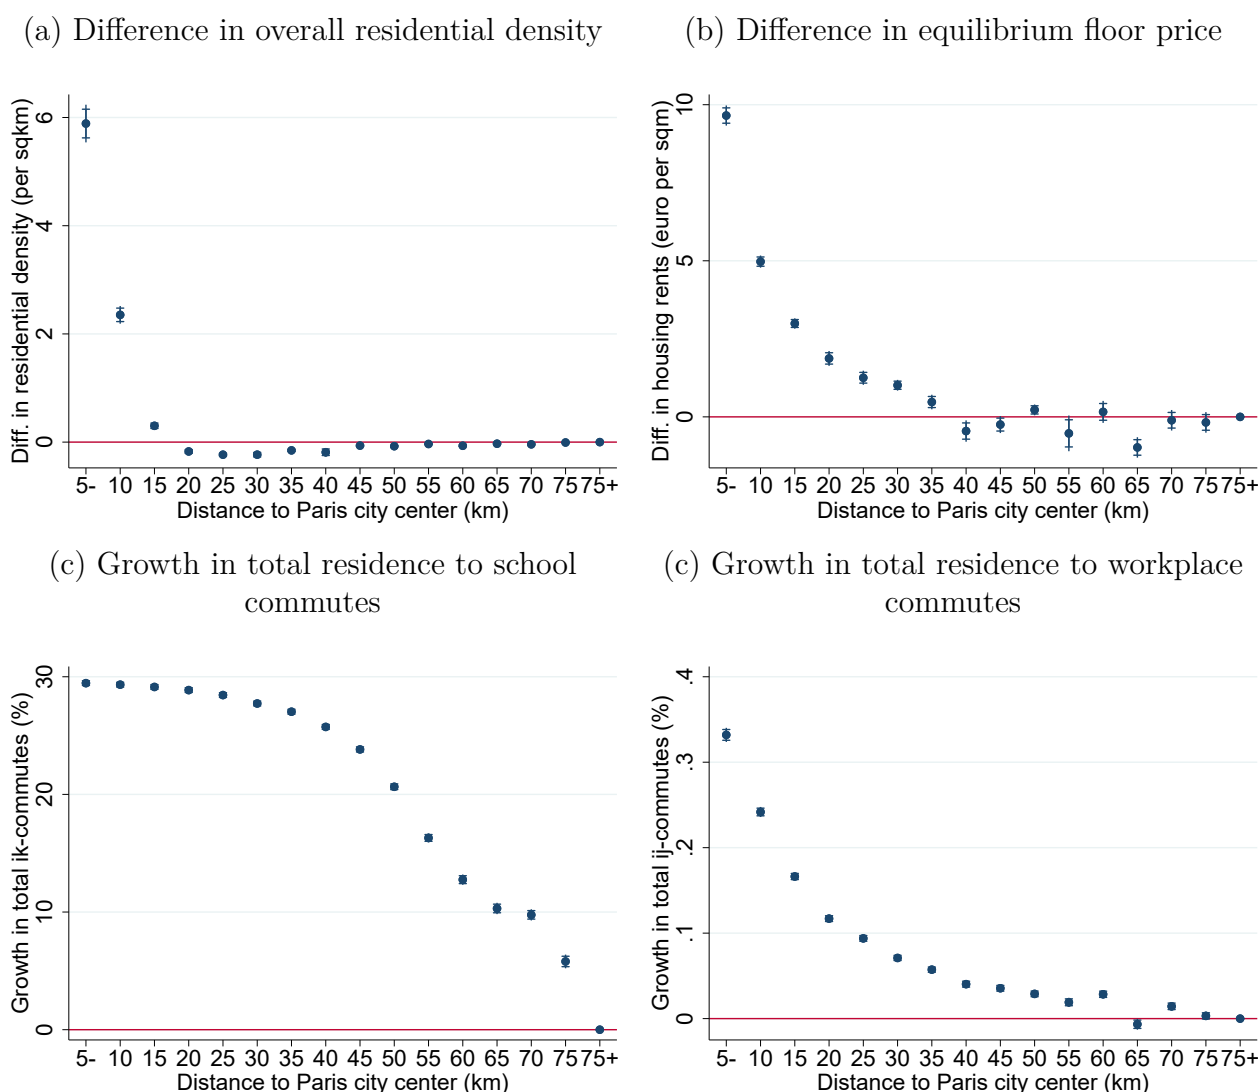 (a) Difference in overall residential density
Diff. in residential density (per sqkm)
6
4
2
0
5- 10 15 20 25 30 35 40 45 50 55 60 65 70 75 75+
Distance to Paris city center (km)
(b) Difference in equilibrium floor price
Diff. in housing rents (euro per sqm)
10
5
0
5- 10 15 20 25 30 35 40 45 50 55 60 65 70 75 75+
Distance to Paris city center (km)
(c) Growth in total residence to school
commutes
Growth in total ik-commutes (%)
30
20
10
0
5- 10 15 20 25 30 35 40 45 50 55 60 65 70 75 75+
Distance to Paris city center (km)
(c) Growth in total residence to workplace
commutes
Growth in total ij-commutes (%)
.4
.3
.2
.1
0
5- 10 15 20 25 30 35 40 45 50 55 60 65 70 75 75+
Distance to Paris city center (km)